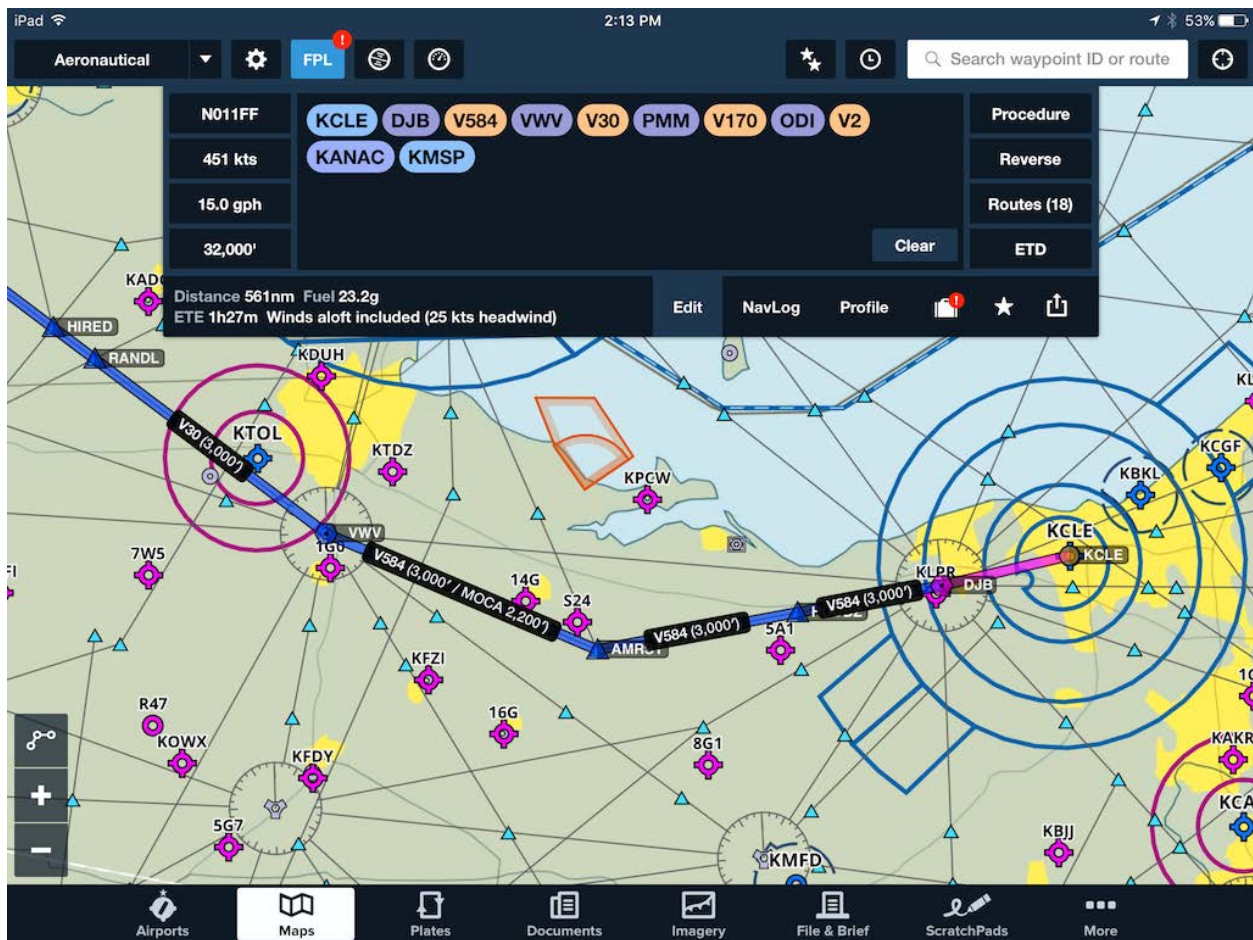 iPad 2:13 PM 53%
Aeronautical FPL ! Search waypoint ID or route
N011FF KCLE DJB V584 VWV V30 PMM V170 ODI V2 Procedure
451 kts KANAC KMSP Reverse
15.0 gph Routes (18)
32,000' Clear ETD
Distance 561nm Fuel 23.2g
ETE 1h27m Winds aloft included (25 kts headwind)
Edit NavLog Profile !
HIRED
RANDL
KDUH
KTOL
V30 (3,000')
KTDZ
KPCW
KCGF
KBKL
KCLE
KCLE
VWV
1G0
7W5
V584 (3,000' / MOCA 2,200')
14G
S24
KLPR
DJB
V584 (3,000')
V584 (3,000')
5A1
KFZI
R47
KOWX
16G
8G1
KFDY
5G7
KMFD
KBJJ
Airports Maps Plates Documents Imagery File & Brief ScratchPads More